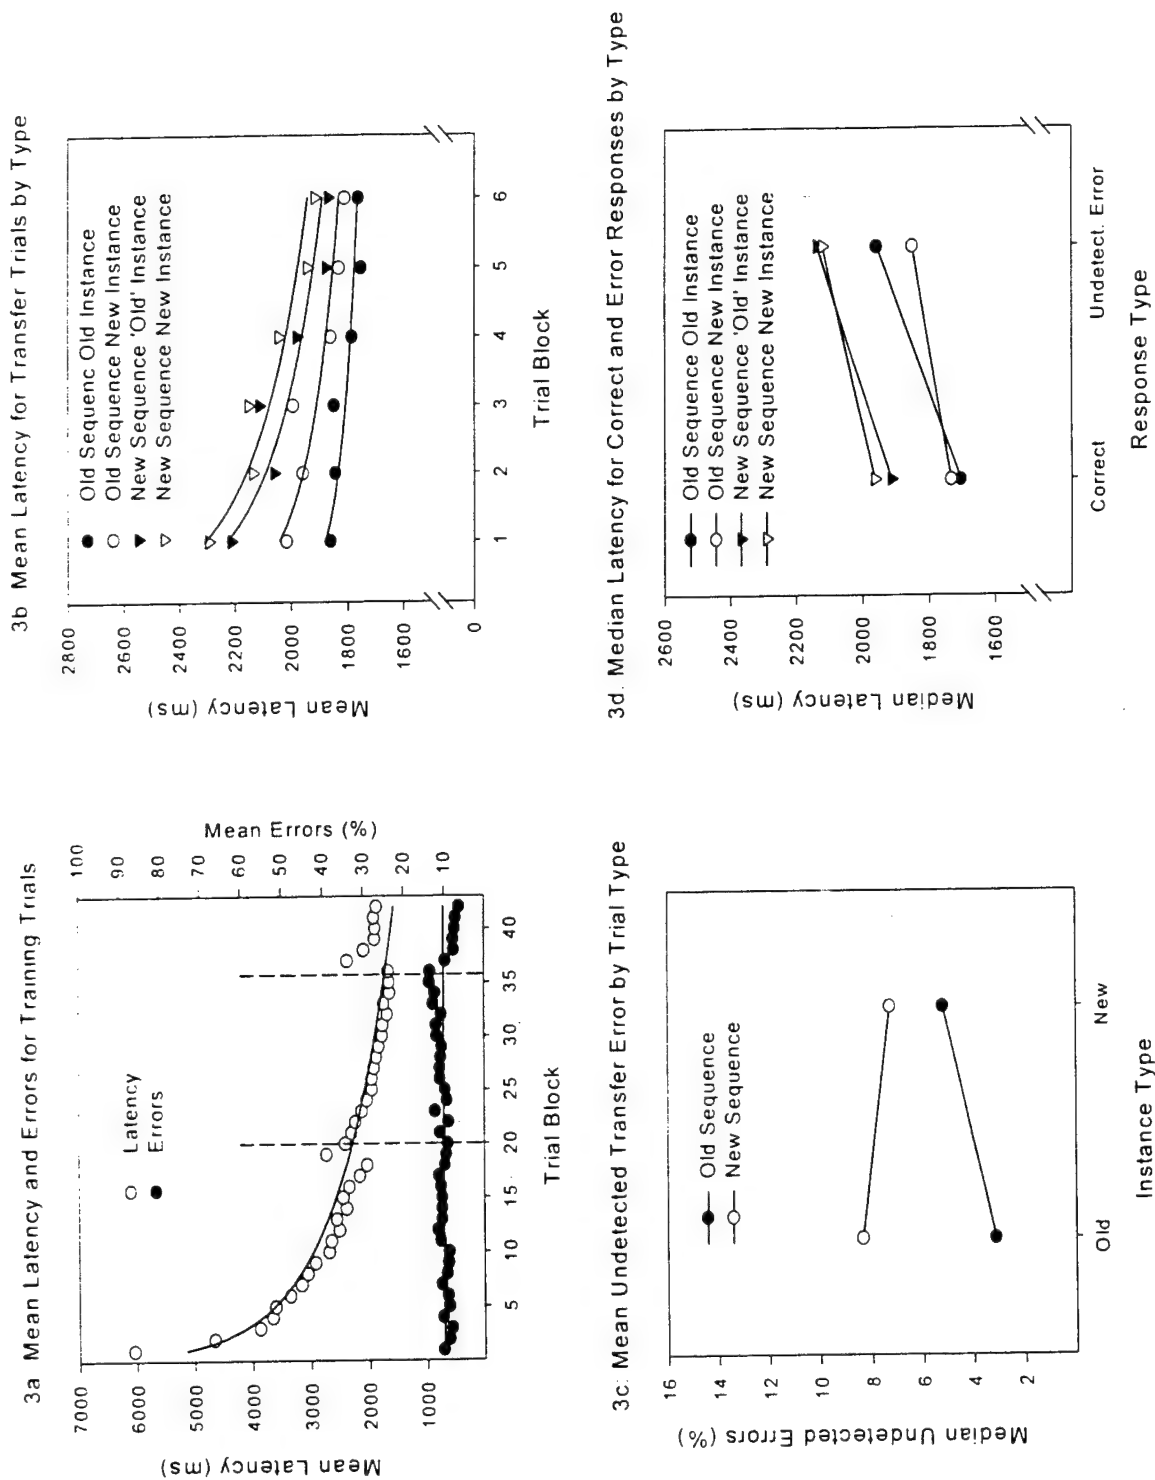 3a Mean Latency and Errors for Training Trials
Mean Latency (ms)
7000
6000
5000
4000
3000
2000
1000
Latency
Errors
5
10
15
20
25
30
35
40
Trial Block
100
90
80
70
60
50
40
30
20
10
Mean Errors (%)
3b Mean Latency for Transfer Trials by Type
Mean Latency (ms)
2800
2600
2400
2200
2000
1800
1600
0
Old Sequenc Old Instance
Old Sequence New Instance
New Sequence 'Old' Instance
New Sequence New Instance
1
2
3
4
5
6
Trial Block
3c. Mean Undetected Transfer Error by Trial Type
Median Undetected Errors (%)
16
14
12
10
8
6
4
2
Old Sequence
New Sequence
Old
New
Instance Type
3d. Median Latency for Correct and Error Responses by Type
Median Latency (ms)
2600
2400
2200
2000
1800
1600
Old Sequence Old Instance
Old Sequence New Instance
New Sequence 'Old' Instance
New Sequence New Instance
Correct
Undetect. Error
Response Type